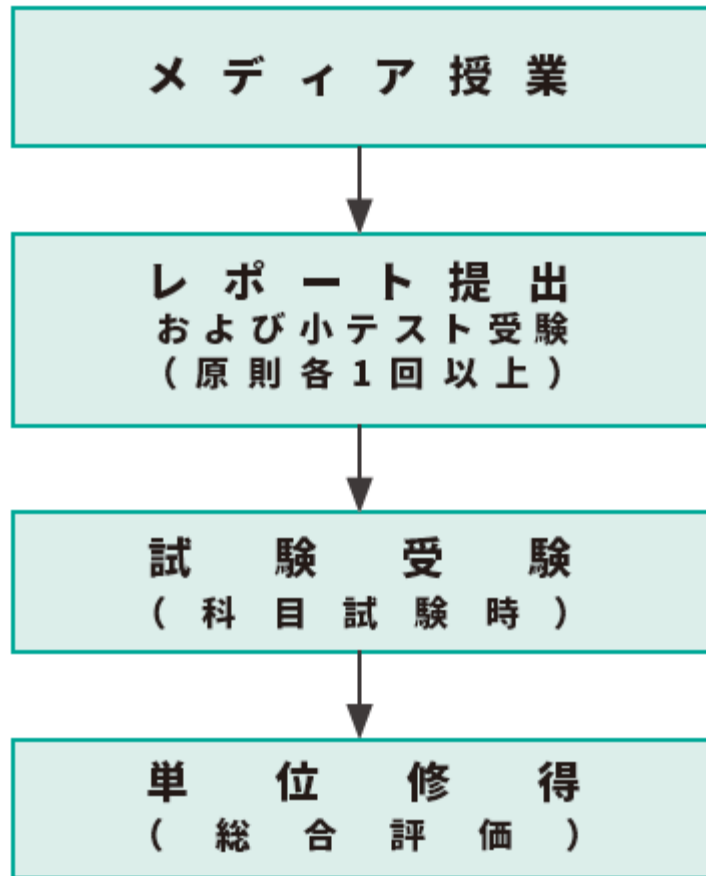 メディア授業
レポート提出
および小テスト受験
(原則各1回以上)
試験受験
(科目試験時)
単位修得
(総合評価)